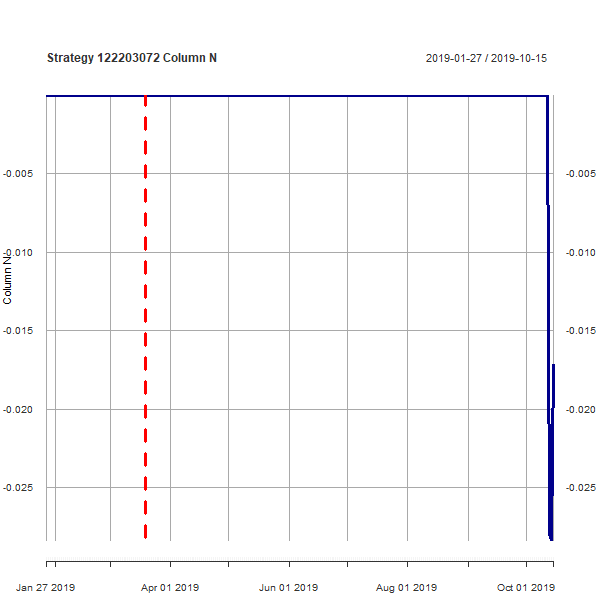 Strategy 122203072 Column N
2019-01-27 / 2019-10-15
Column N
-0.005 -0.005
-0.010 -0.010
-0.015 -0.015
-0.020 -0.020
-0.025 -0.025
Jan 27 2019 Apr 01 2019 Jun 01 2019 Aug 01 2019 Oct 01 2019